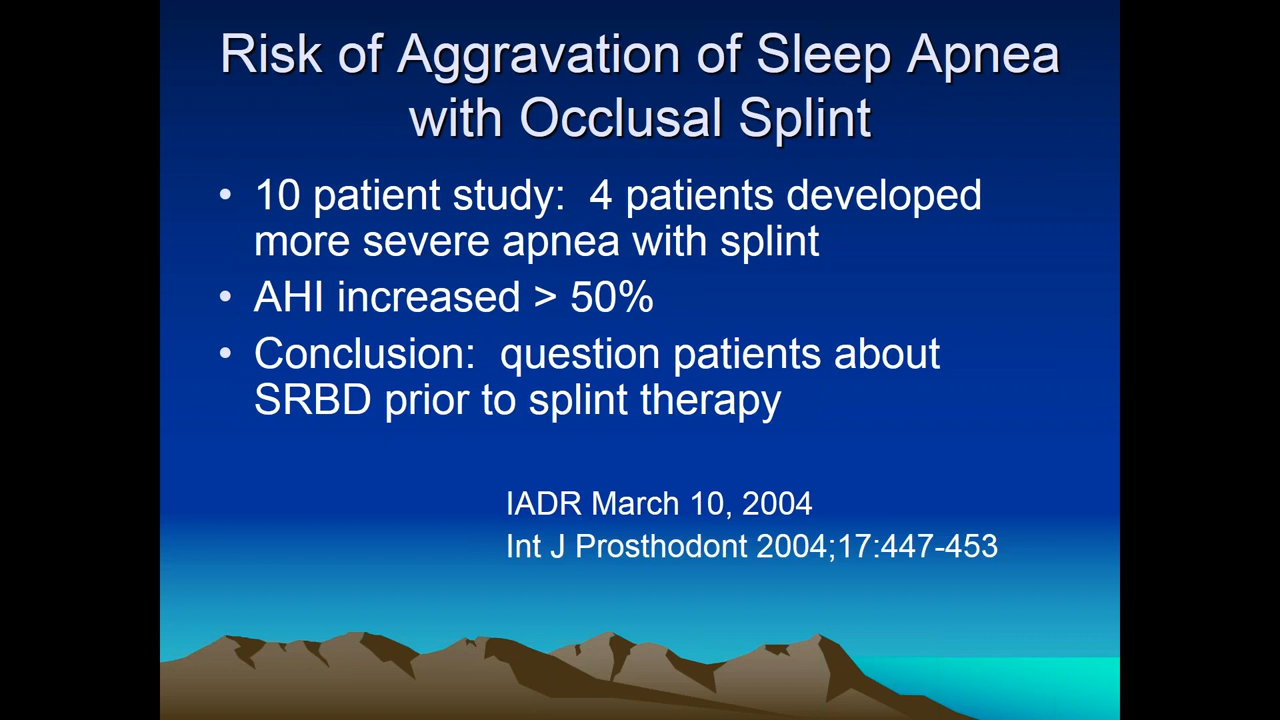 Risk of Aggravation of Sleep Apnea
with Occlusal Splint
• 10 patient study:  4 patients developed
more severe apnea with splint
• AHI increased > 50%
• Conclusion:  question patients about
SRBD prior to splint therapy
IADR March 10, 2004
Int J Prosthodont 2004;17:447-453